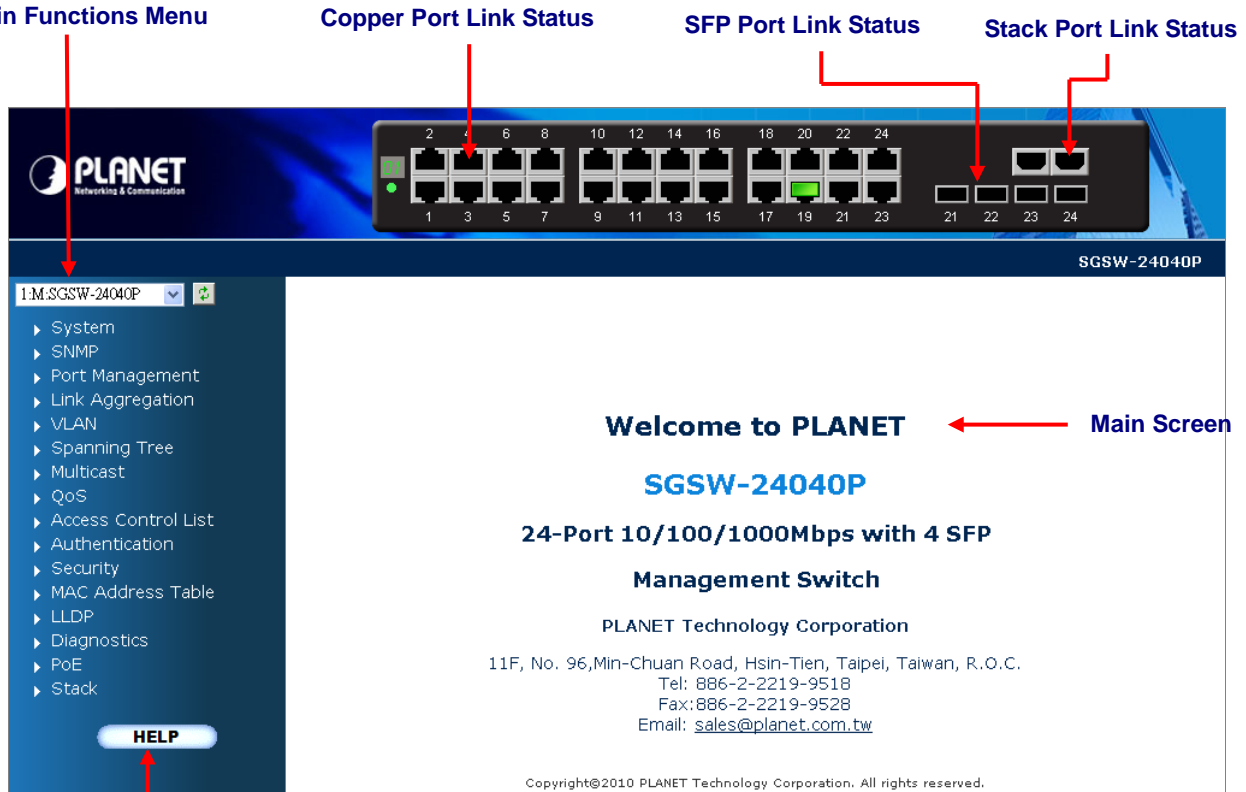 in Functions Menu
Copper Port Link Status
SFP Port Link Status
Stack Port Link Status
2 4 6 8 10 12 14 16 18 20 22 24
PLANET
Networking & Communication
1 3 5 7 9 11 13 15 17 19 21 23 21 22 23 24
SGSW-24040P
1:M:SGSW-24040P
System
SNMP
Port Management
Link Aggregation
VLAN
Spanning Tree
Multicast
QoS
Access Control List
Authentication
Security
MAC Address Table
LLDP
Diagnostics
PoE
Stack
HELP
Welcome to PLANET
Main Screen
SGSW-24040P
24-Port 10/100/1000Mbps with 4 SFP
Management Switch
PLANET Technology Corporation
11F, No. 96,Min-Chuan Road, Hsin-Tien, Taipei, Taiwan, R.O.C.
Tel: 886-2-2219-9518
Fax:886-2-2219-9528
Email: sales@planet.com.tw
Copyright©2010 PLANET Technology Corporation. All rights reserved.